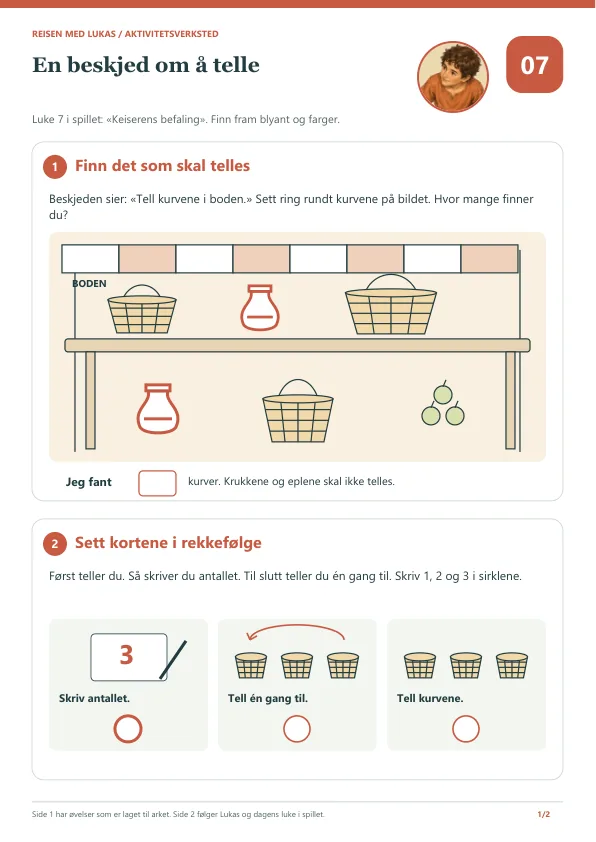 REISEN MED LUKAS / AKTIVITETSVERKSTED
En beskjed om å telle
07
Luke 7 i spillet: «Keiserens befaling». Finn fram blyant og farger.
1 Finn det som skal telles
Beskjeden sier: «Tell kurvene i boden.» Sett ring rundt kurvene på bildet. Hvor mange finner
du?
BODEN
Jeg fant kurver. Krukkene og eplene skal ikke telles.
2 Sett kortene i rekkefølge
Først teller du. Så skriver du antallet. Til slutt teller du én gang til. Skriv 1, 2 og 3 i sirklene.
3
Skriv antallet.
Tell én gang til.
Tell kurvene.
Side 1 har øvelser som er laget til arket. Side 2 følger Lukas og dagens luke i spillet.
1/2